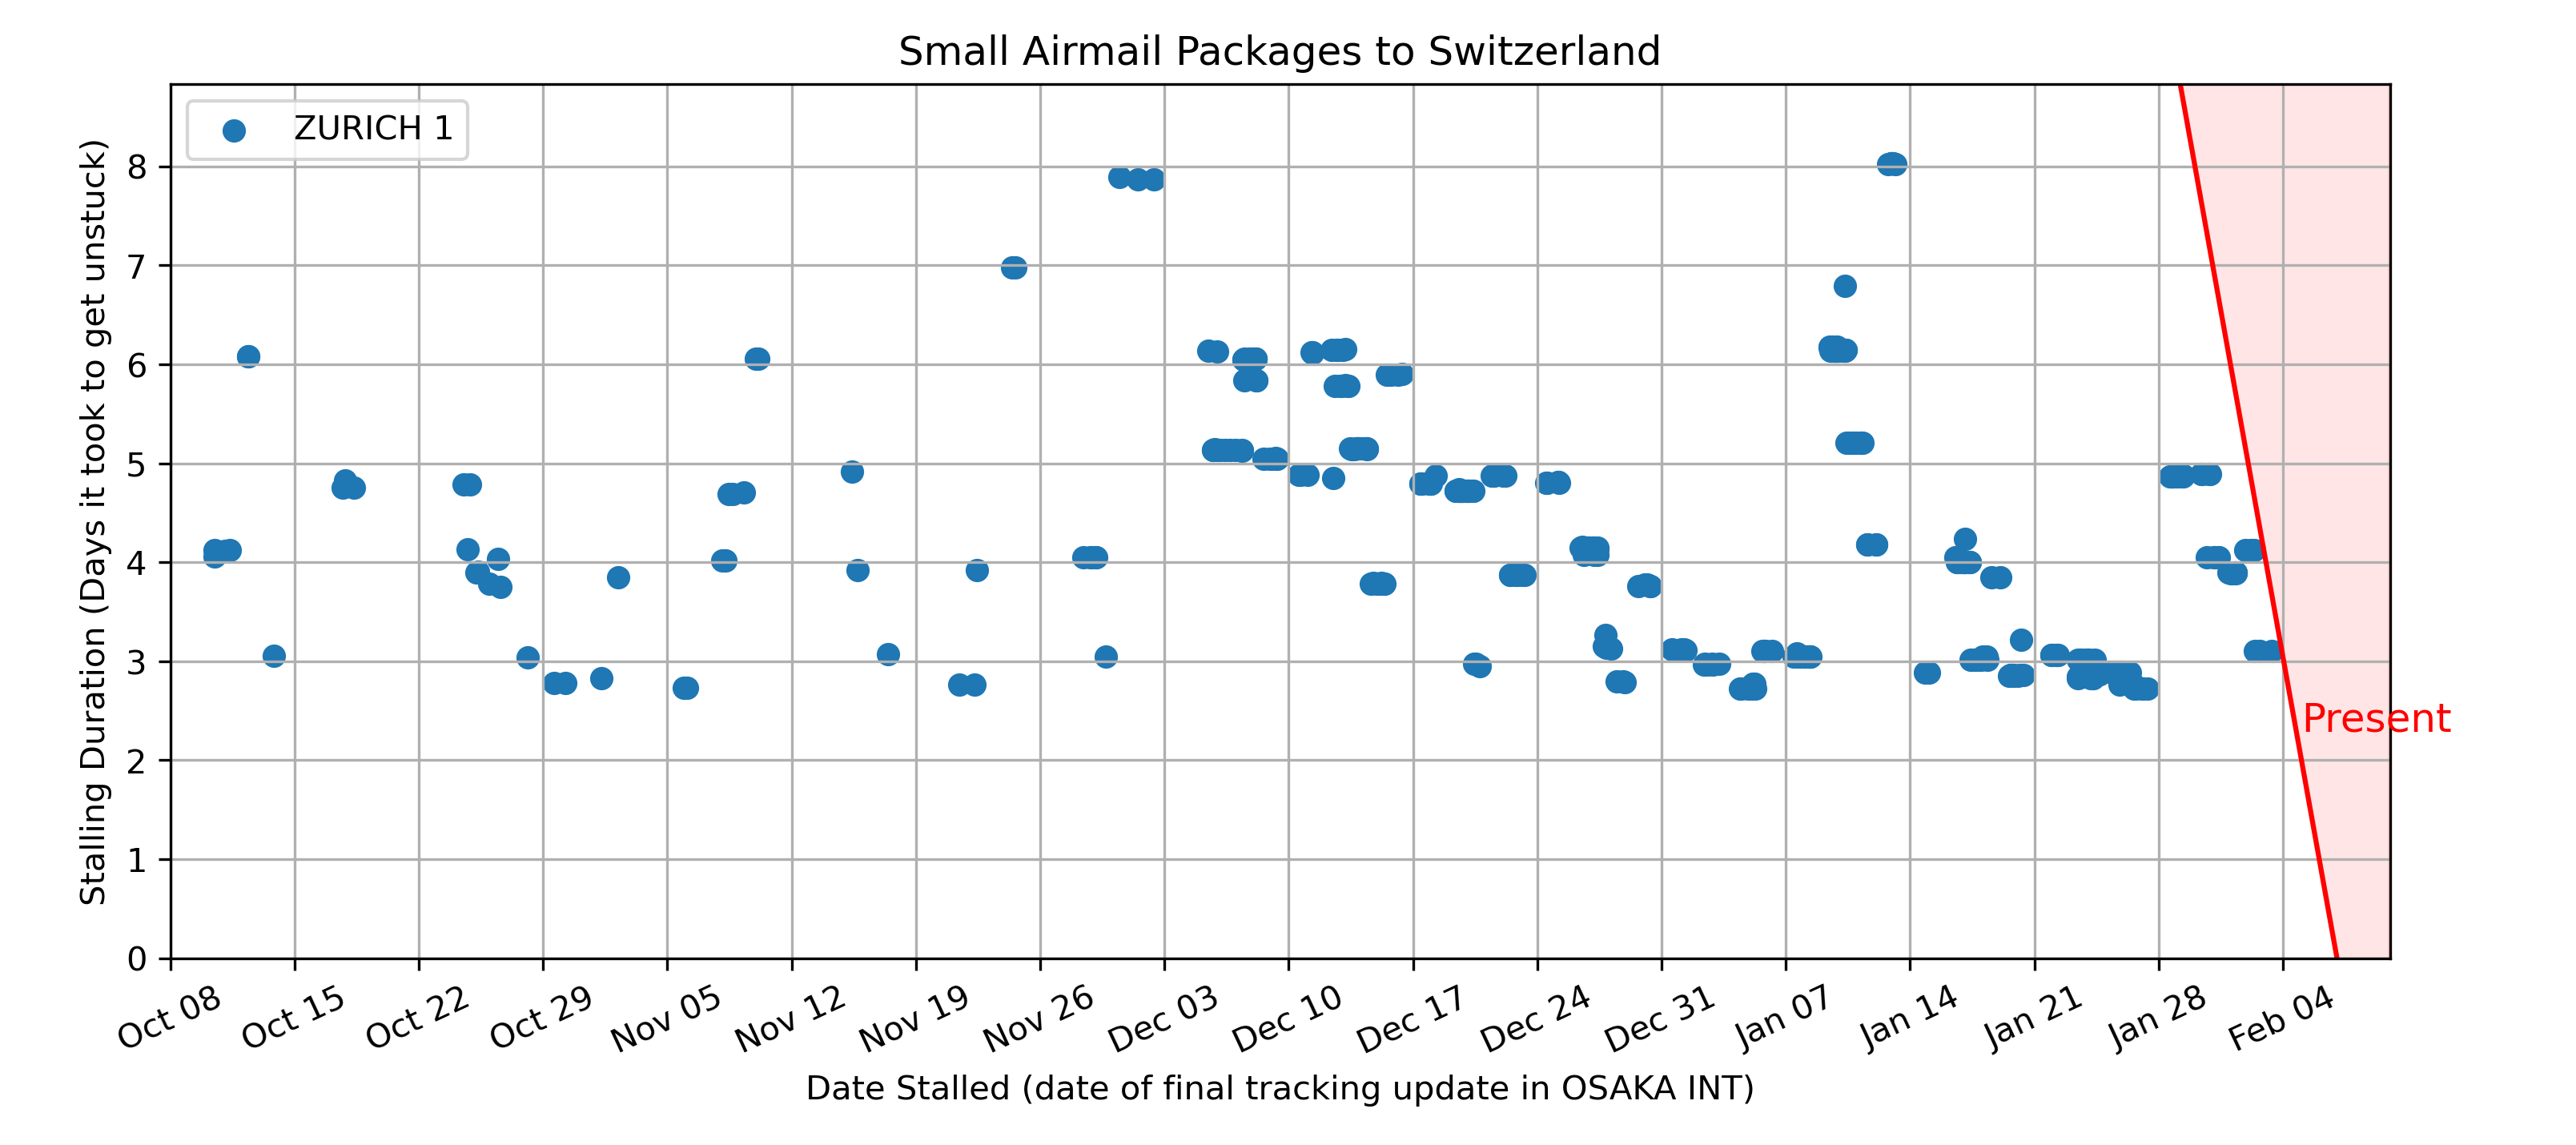 Small Airmail Packages to Switzerland
ZURICH 1
Stalling Duration (Days it took to get unstuck)
8
7
6
5
4
3
2
1
0
Present
Oct 08
Oct 15
Oct 22
Oct 29
Nov 05
Nov 12
Nov 19
Nov 26
Dec 03
Dec 10
Dec 17
Dec 24
Dec 31
Jan 07
Jan 14
Jan 21
Jan 28
Feb 04
Date Stalled (date of final tracking update in OSAKA INT)